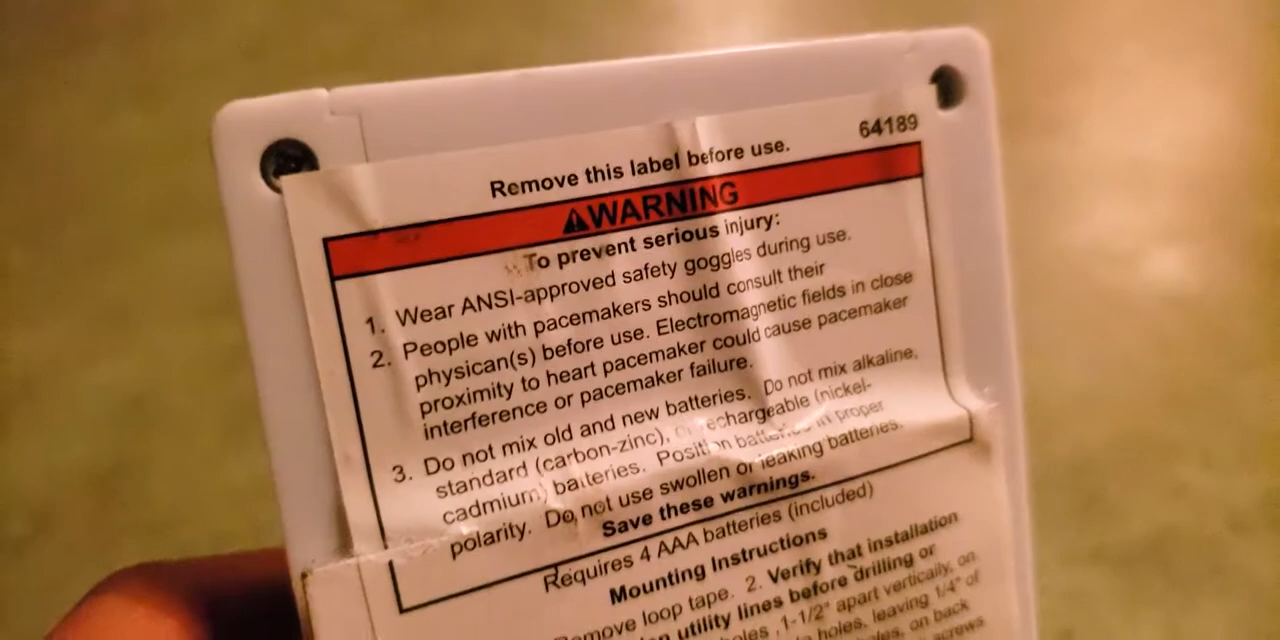 64189
Remove this label before use.
WARNING
To prevent serious injury:
1. Wear ANSI-approved safety goggles during use.
2. People with pacemakers should consult their
physican(s) before use. Electromagnetic fields in close
proximity to heart pacemaker could cause pacemaker
interference or pacemaker failure.
3. Do not mix old and new batteries. Do not mix alkaline,
standard (carbon-zinc), or rechargeable (nickel-
cadmium) batteries. Position batteries in proper
polarity. Do not use swollen or leaking batteries.
Save these warnings.
Requires 4 AAA batteries (included)
Mounting Instructions
loop tape. 2. Verify that installation
utility lines before drilling or
1-1/2" apart vertically, on
holes, leaving 1/4" of
on back
screws